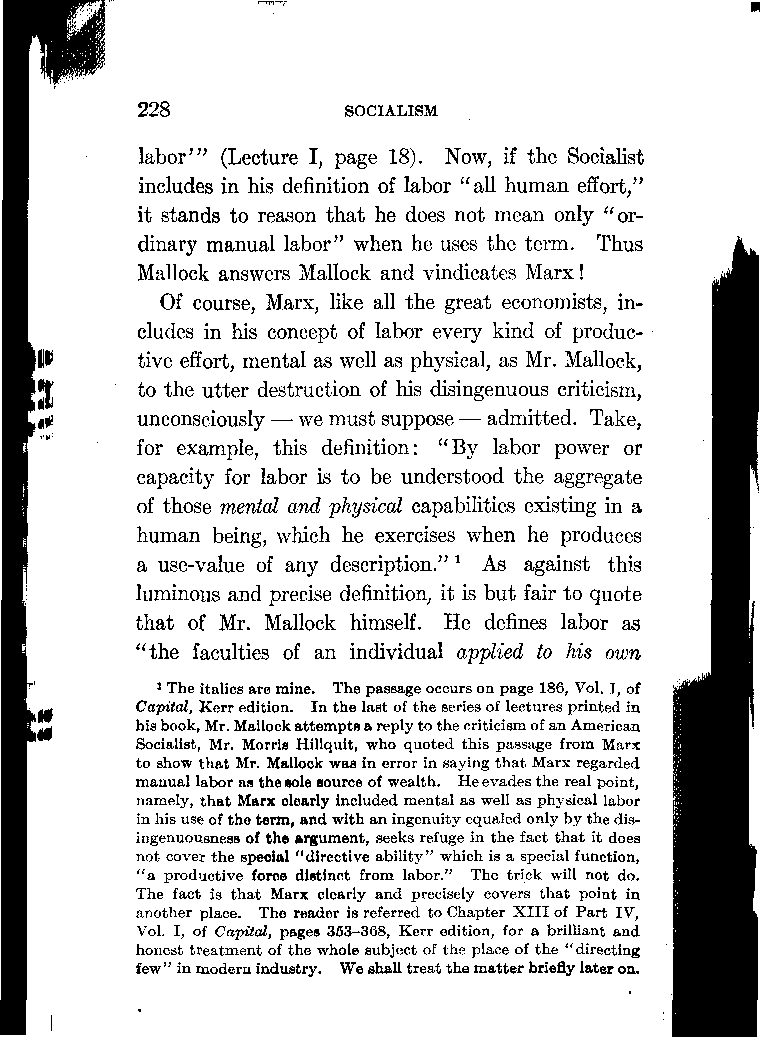 228 SOCIALISM
labor'" (Lecture I, page 18). Now, if the Socialist
includes in his definition of labor "all human effort,"
it stands to reason that he does not mean only "or-
dinary manual labor" when he uses the term. Thus
Mallock answers Mallock and vindicates Marx!
Of course, Marx, like all the great economists, in-
cludes in his concept of labor every kind of produc-
tive effort, mental as well as physical, as Mr. Mallock,
to the utter destruction of his disingenuous criticism,
unconsciously — we must suppose — admitted. Take,
for example, this definition: "By labor power or
capacity for labor is to be understood the aggregate
of those mental and physical capabilities existing in a
human being, which he exercises when he produces
a use-value of any description." ¹ As against this
luminous and precise definition, it is but fair to quote
that of Mr. Mallock himself. He defines labor as
"the faculties of an individual applied to his own
¹ The italics are mine. The passage occurs on page 186, Vol. I, of
Capital, Kerr edition. In the last of the series of lectures printed in
his book, Mr. Mallock attempts a reply to the criticism of an American
Socialist, Mr. Morris Hillquit, who quoted this passage from Marx
to show that Mr. Mallock was in error in saying that Marx regarded
manual labor as the sole source of wealth. He evades the real point,
namely, that Marx clearly included mental as well as physical labor
in his use of the term, and with an ingenuity equaled only by the dis-
ingenuousness of the argument, seeks refuge in the fact that it does
not cover the special "directive ability" which is a special function,
"a productive force distinct from labor." The trick will not do.
The fact is that Marx clearly and precisely covers that point in
another place. The reader is referred to Chapter XIII of Part IV,
Vol. I, of Capital, pages 353–368, Kerr edition, for a brilliant and
honest treatment of the whole subject of the place of the "directing
few" in modern industry. We shall treat the matter briefly later on.